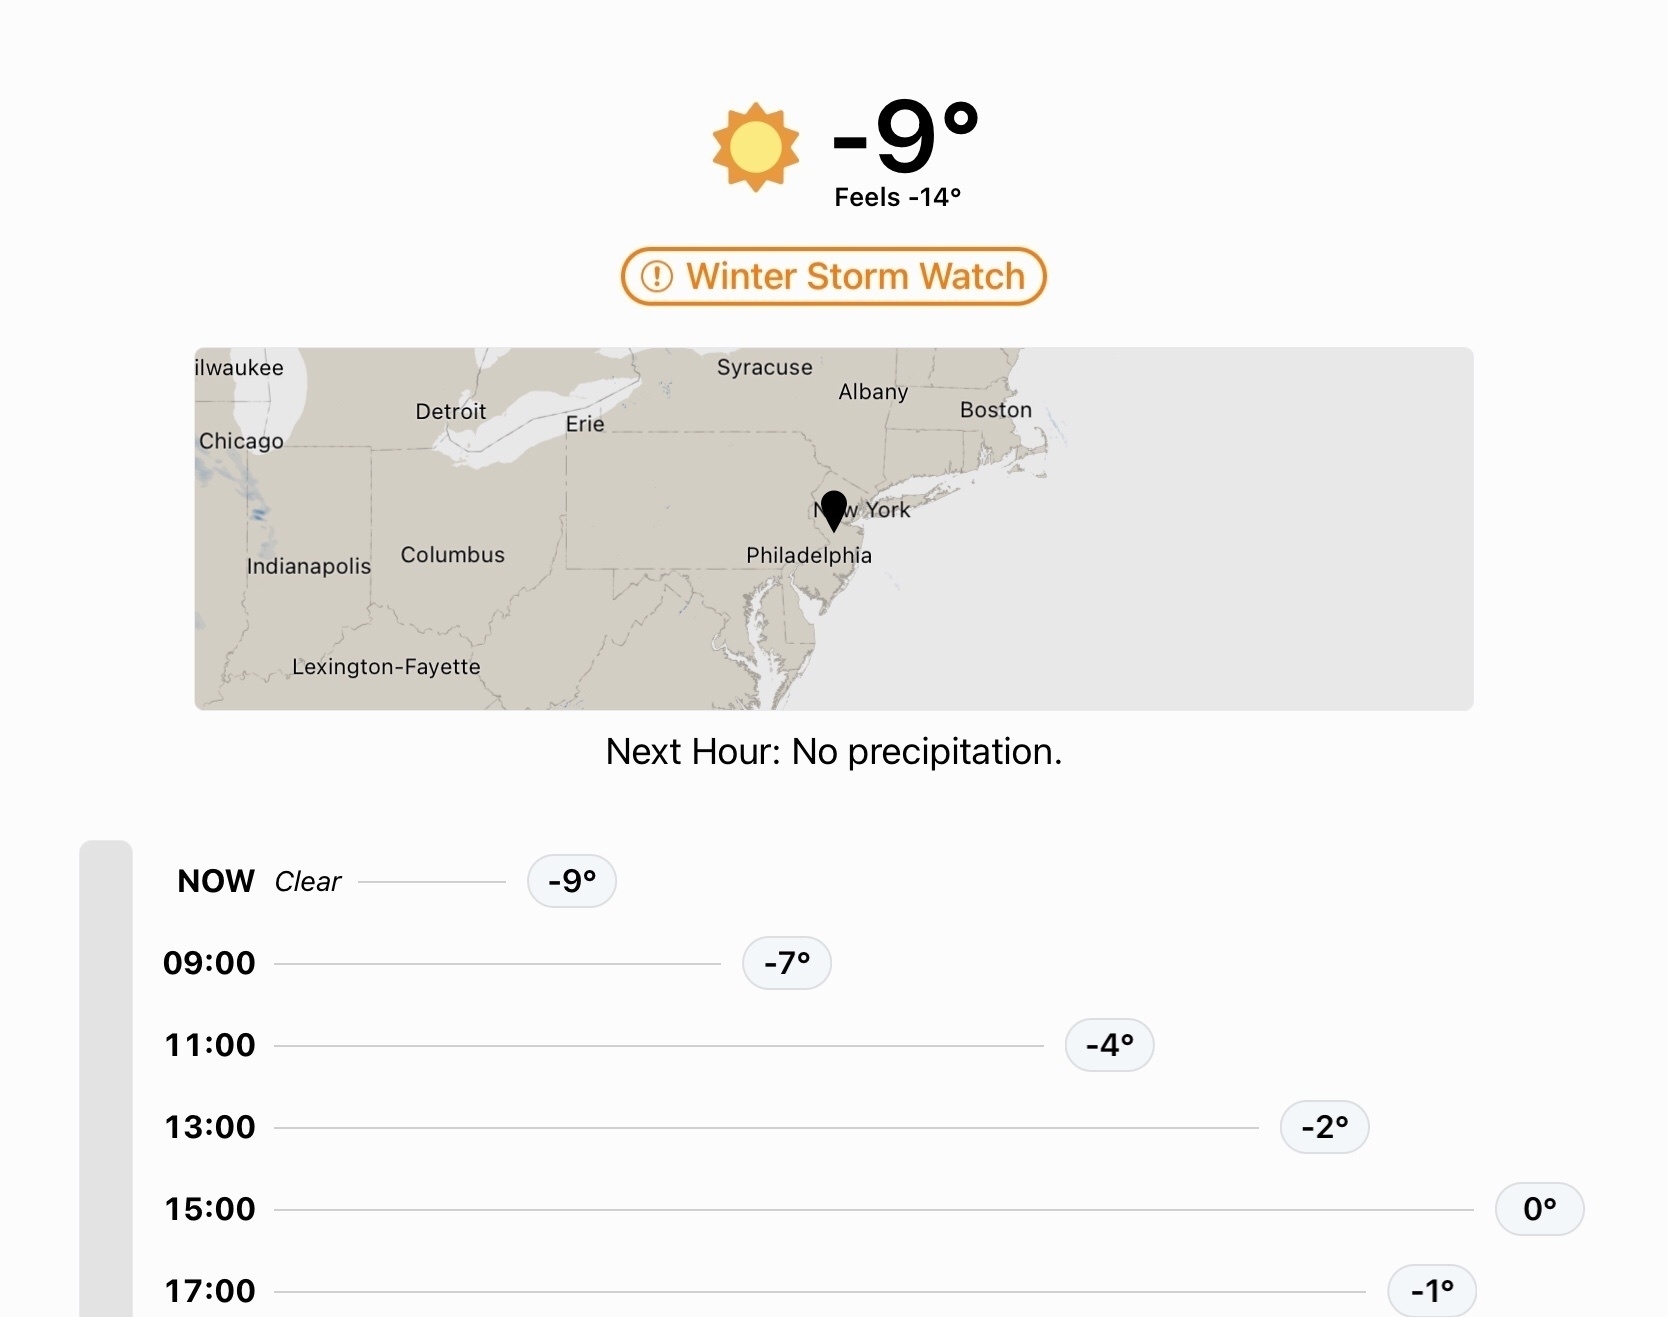 -9°
Feels -14°
Winter Storm Watch
ilwaukee
Syracuse
Albany
Detroit
Boston
Erie
Chicago
New York
Philadelphia
Columbus
Indianapolis
Lexington-Fayette
Next Hour: No precipitation.
NOW Clear -9°
09:00 -7°
11:00 -4°
13:00 -2°
15:00 0°
17:00 -1°